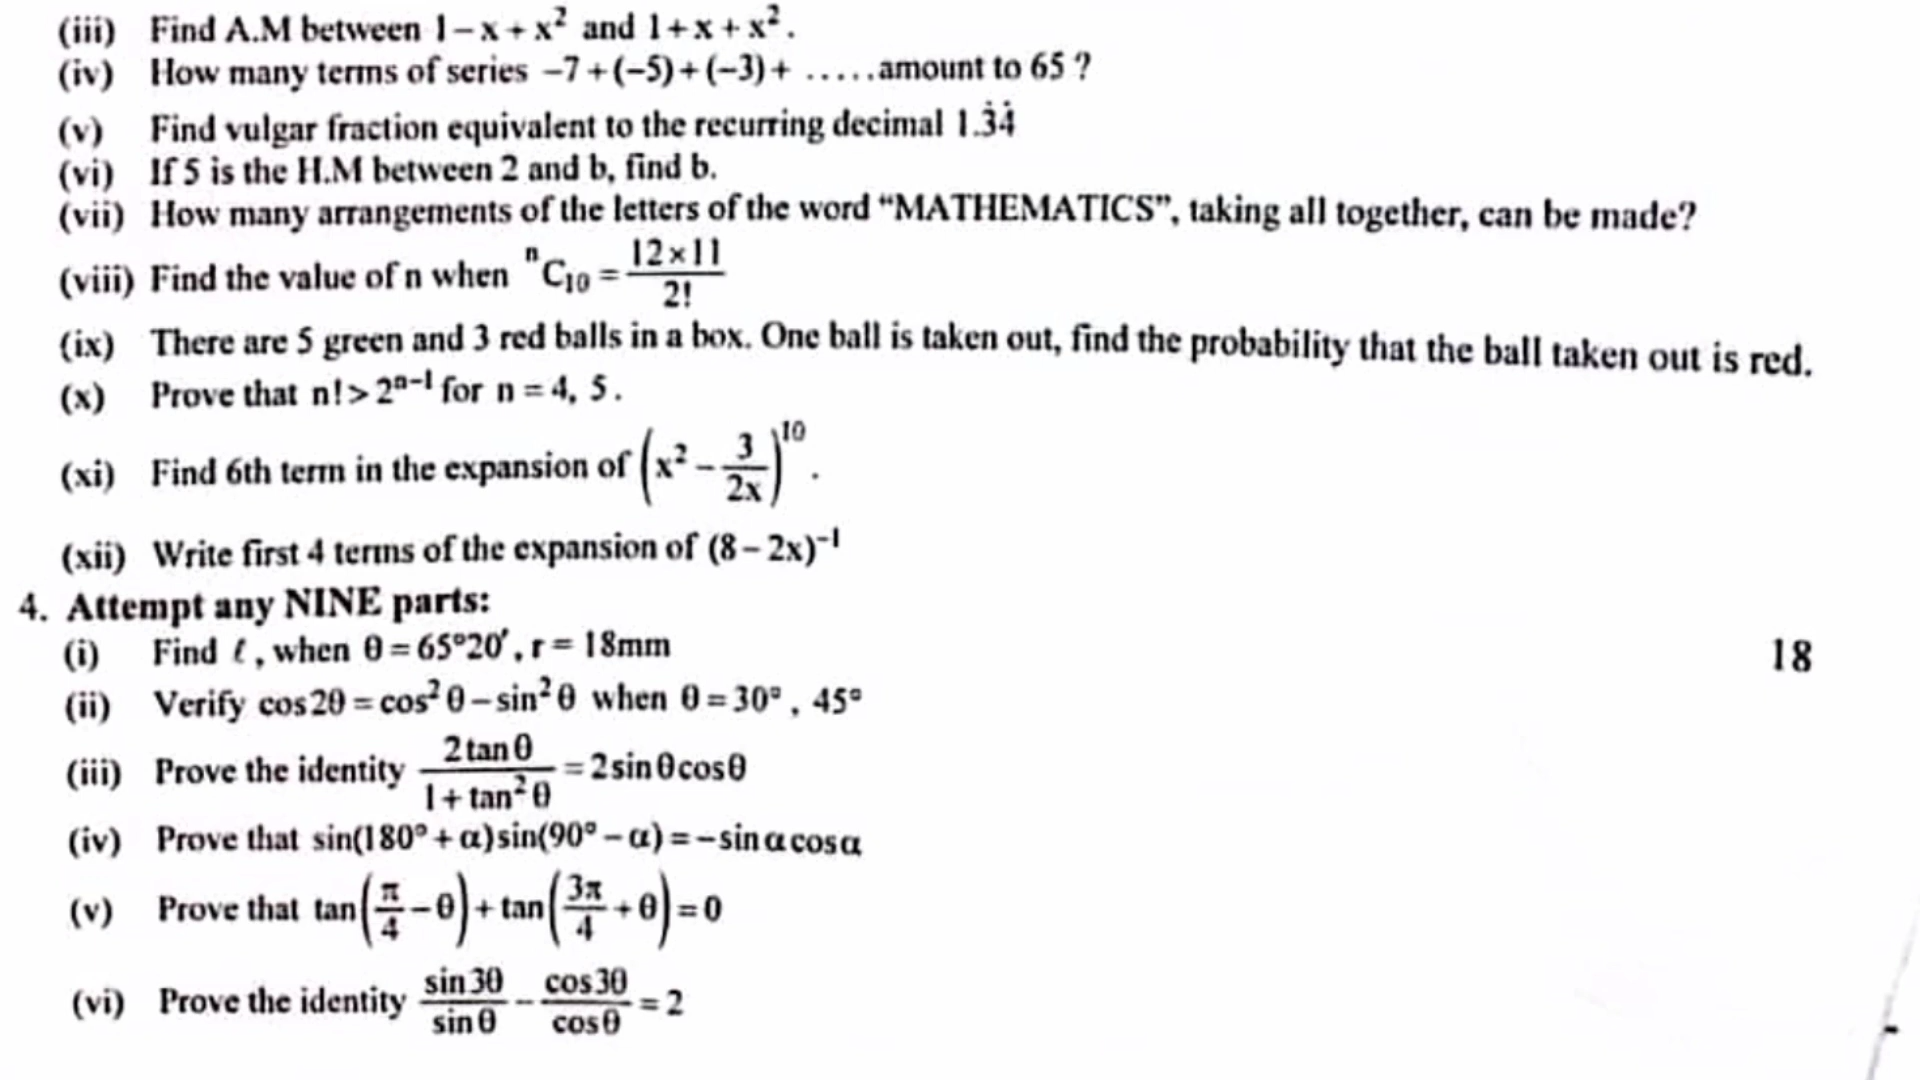 (iii) Find A.M between 1 − x + x² and 1 + x + x².
(iv) How many terms of series −7 + (−5) + (−3) + .....amount to 65 ?
(v) Find vulgar fraction equivalent to the recurring decimal 1.3̇4̇
(vi) If 5 is the H.M between 2 and b, find b.
(vii) How many arrangements of the letters of the word “MATHEMATICS”, taking all together, can be made?
(viii) Find the value of n when ⁿC₁₀ = 12×11 / 2!
(ix) There are 5 green and 3 red balls in a box. One ball is taken out, find the probability that the ball taken out is red.
(x) Prove that n! > 2ⁿ⁻¹ for n = 4, 5.
(xi) Find 6th term in the expansion of (x² − 3/2x)¹⁰.
(xii) Write first 4 terms of the expansion of (8 − 2x)⁻¹
4. Attempt any NINE parts:
(i) Find ℓ, when θ = 65°20′, r = 18mm 18
(ii) Verify cos2θ = cos²θ − sin²θ when θ = 30°, 45°
(iii) Prove the identity 2tanθ / 1 + tan²θ = 2sinθcosθ
(iv) Prove that sin(180° + α)sin(90° − α) = −sinαcosα
(v) Prove that tan(π/4 − θ) + tan(3π/4 + θ) = 0
(vi) Prove the identity sin3θ/sinθ − cos3θ/cosθ = 2